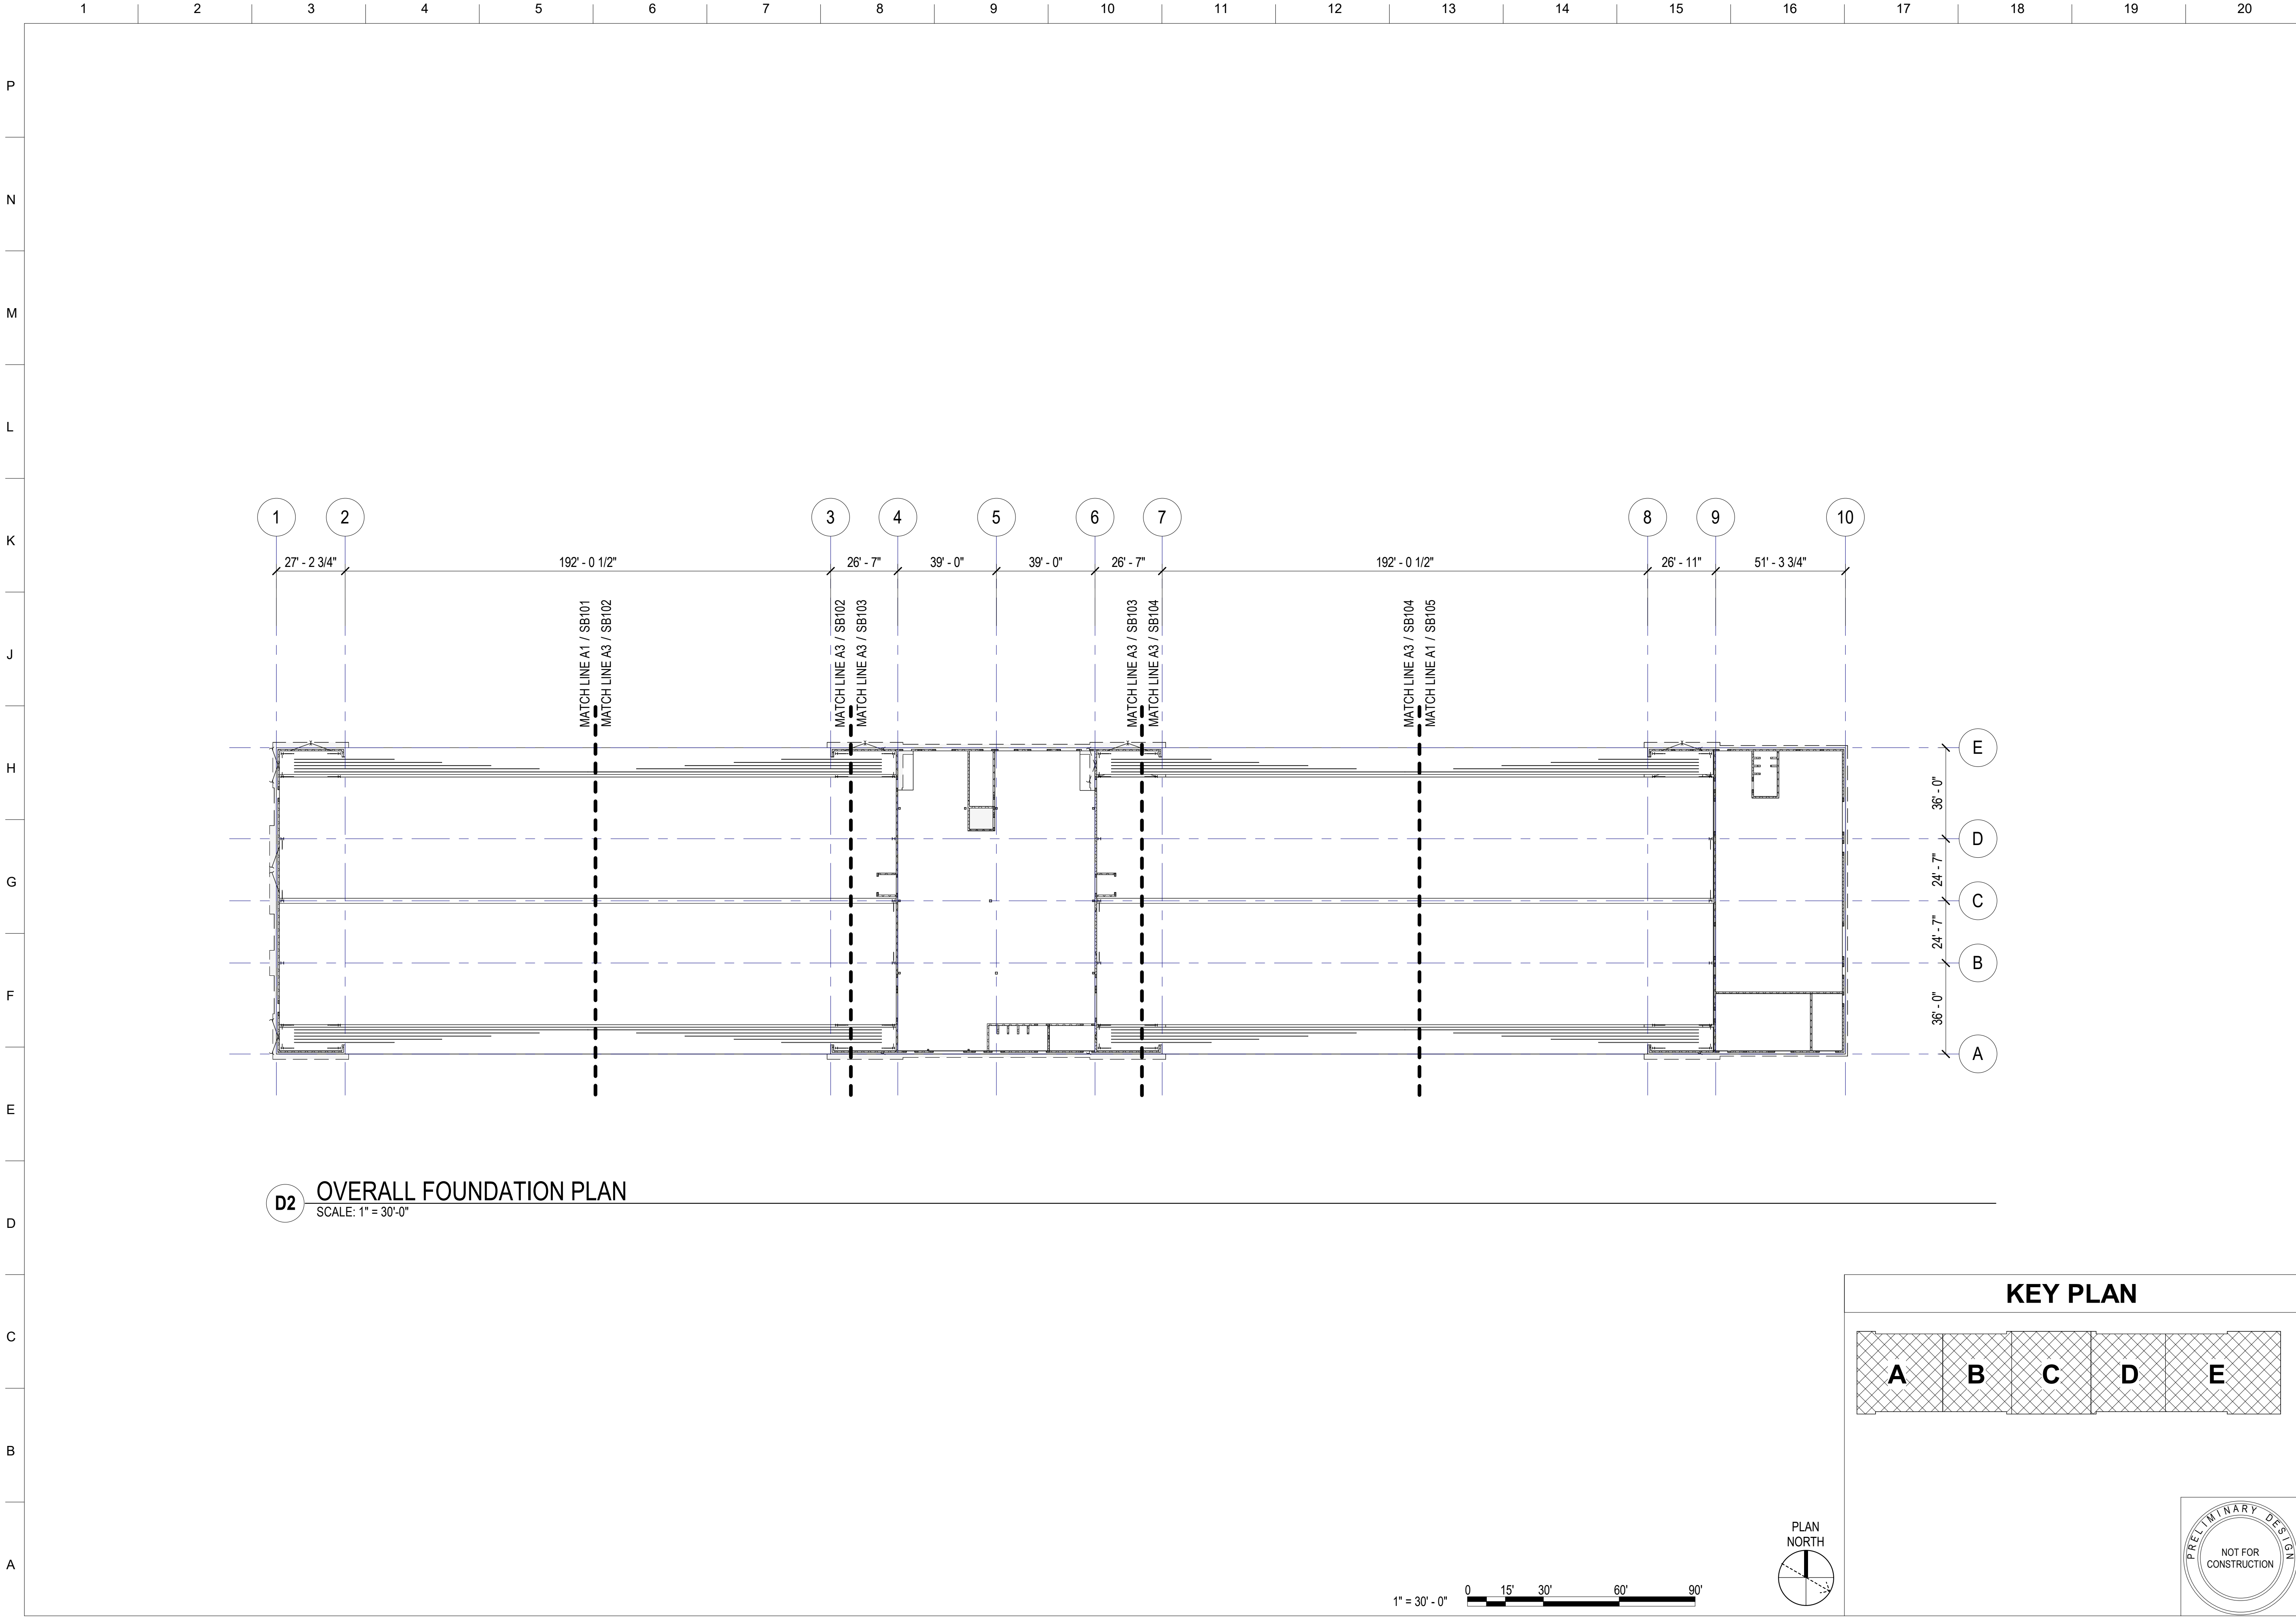 1 2 3 4 5 6 7 8 9 10 11 12 13 14 15 16 17 18 19 20
P
N
M
L
K
J
H
G
F
E
D
C
B
A
1 2 3 4 5 6 7 8 9 10
27' - 2 3/4" 192' - 0 1/2" 26' - 7" 39' - 0" 39' - 0" 26' - 7" 192' - 0 1/2" 26' - 11" 51' - 3 3/4"
MATCH LINE A1 / SB101
MATCH LINE A3 / SB102
MATCH LINE A3 / SB102
MATCH LINE A3 / SB103
MATCH LINE A3 / SB103
MATCH LINE A3 / SB104
MATCH LINE A3 / SB104
MATCH LINE A1 / SB105
E
36' - 0"
D
24' - 7"
C
24' - 7"
B
36' - 0"
A
D2 OVERALL FOUNDATION PLAN
SCALE: 1" = 30'-0"
KEY PLAN
A B C D E
PLAN
NORTH
1" = 30' - 0" 0 15' 30' 60' 90'
PRELIMINARY DESIGN
NOT FOR
CONSTRUCTION